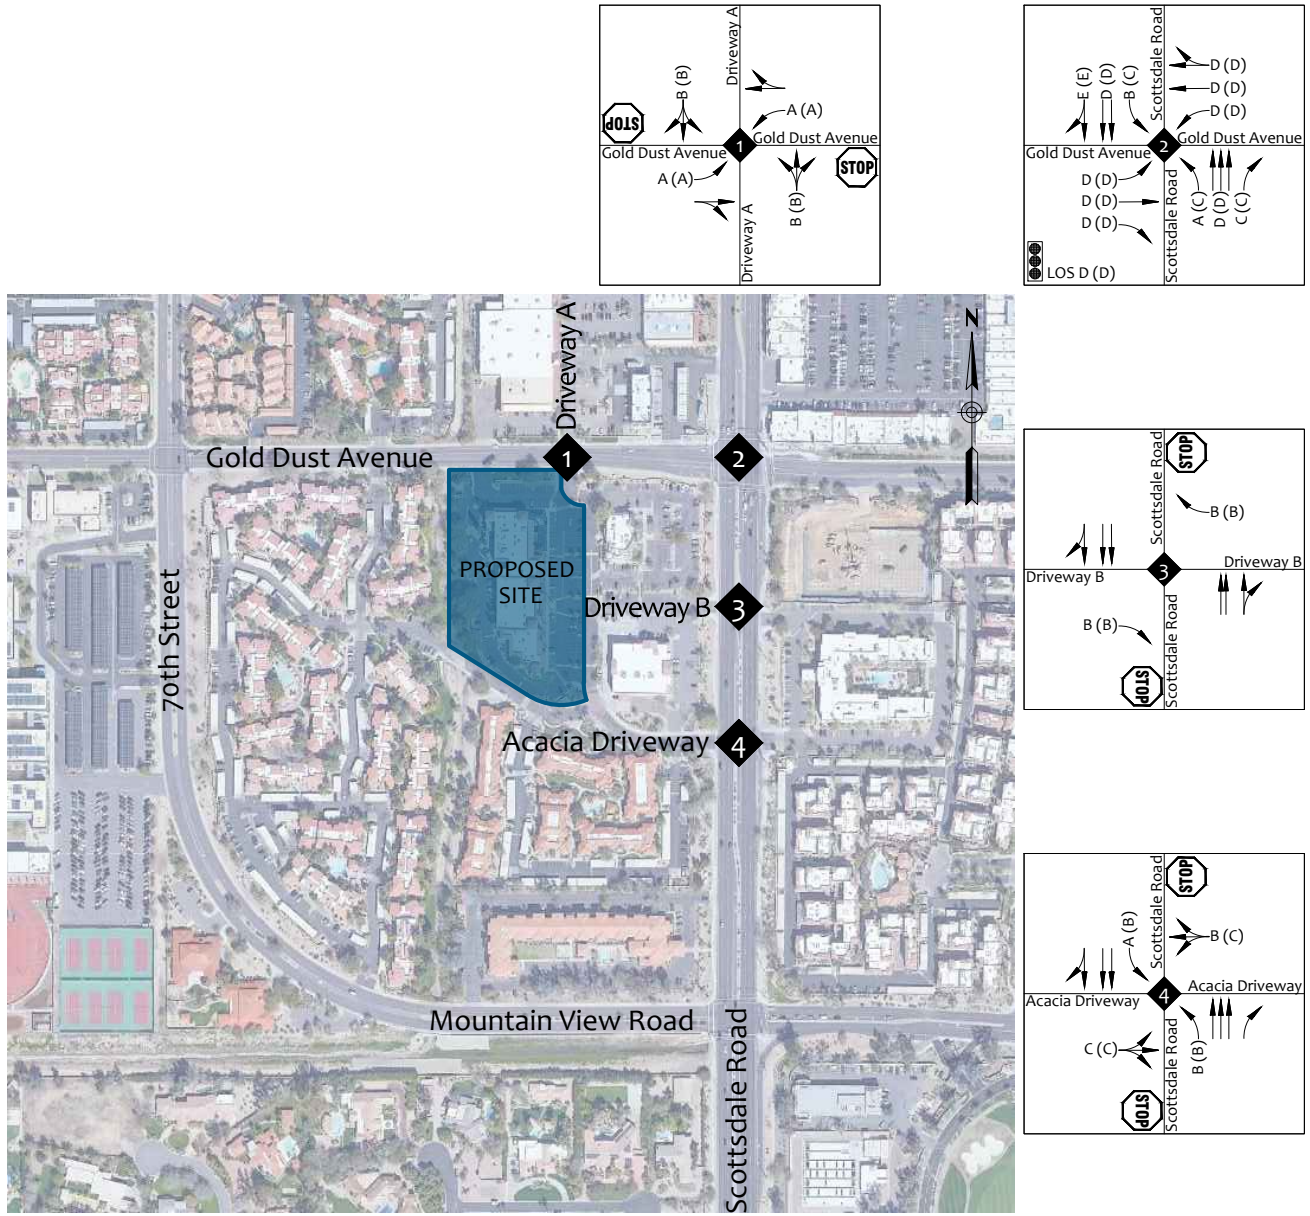 Driveway A
B (B)
A (A)
STOP
Gold Dust Avenue
1
Gold Dust Avenue
A (A)
STOP
B (B)
Driveway A
Scottsdale Road
E (E)
D (D)
B (C)
D (D)
D (D)
D (D)
Gold Dust Avenue
2
Gold Dust Avenue
D (D)
D (D)
D (D)
A (C)
D (D)
C (C)
Scottsdale Road
LOS D (D)
Driveway A
N
Gold Dust Avenue
1
2
PROPOSED
SITE
70th Street
Driveway B
3
Acacia Driveway
4
Mountain View Road
Scottsdale Road
Scottsdale Road
STOP
B (B)
Driveway B
3
Driveway B
B (B)
STOP
Scottsdale Road
Scottsdale Road
STOP
A (B)
B (C)
Acacia Driveway
4
Acacia Driveway
C (C)
B (B)
STOP
Scottsdale Road